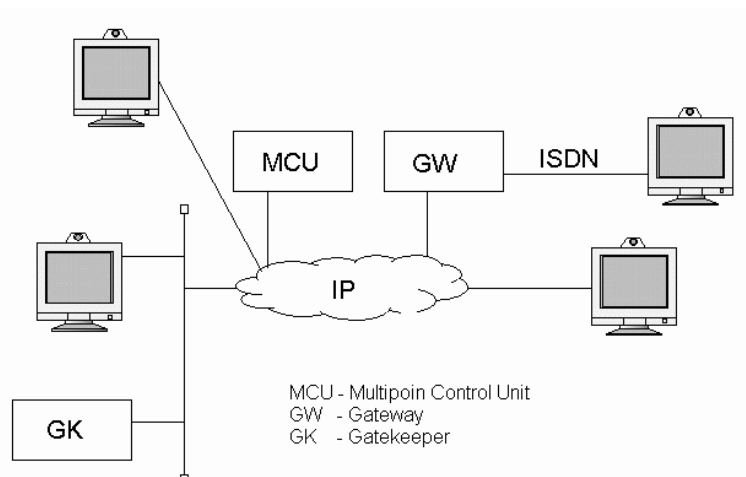 MCU
GW
ISDN
IP
GK
MCU - Multipoin Control Unit
GW - Gateway
GK - Gatekeeper